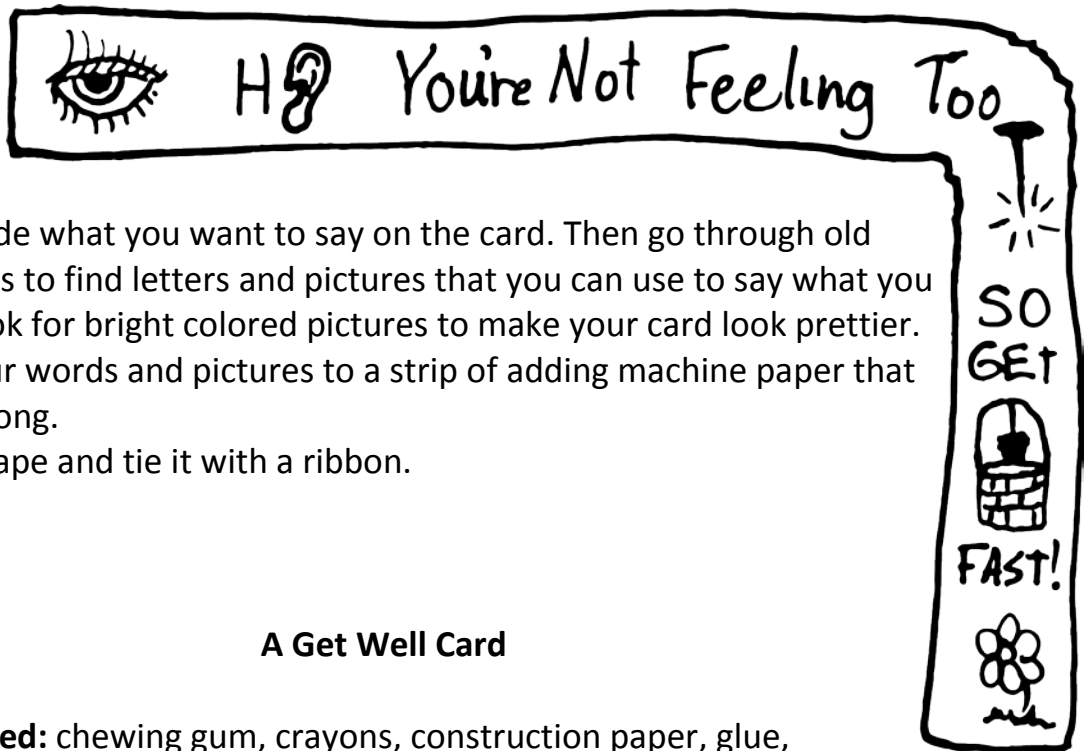 H You're Not Feeling Too
SO
GET
FAST!
de what you want to say on the card. Then go through old
s to find letters and pictures that you can use to say what you
ok for bright colored pictures to make your card look prettier.
ur words and pictures to a strip of adding machine paper that
ong.
ape and tie it with a ribbon.
A Get Well Card
ed: chewing gum, crayons, construction paper, glue,